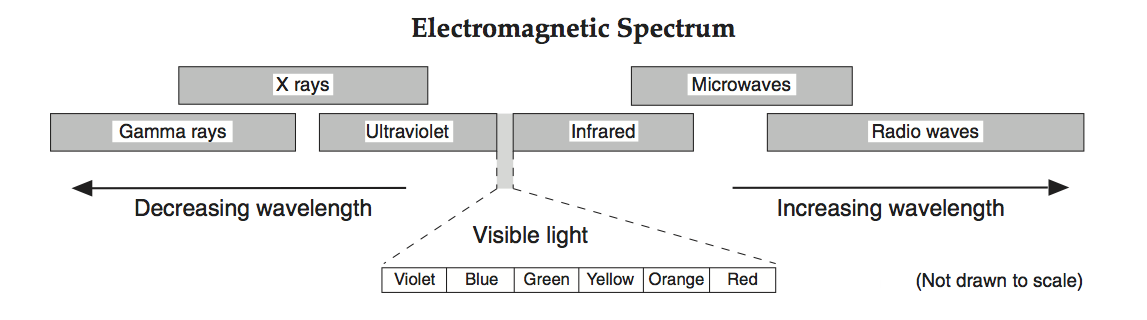 Electromagnetic Spectrum
X rays
Microwaves
Gamma rays
Ultraviolet
Infrared
Radio waves
Decreasing wavelength
Increasing wavelength
Visible light
Violet
Blue
Green
Yellow
Orange
Red
(Not drawn to scale)